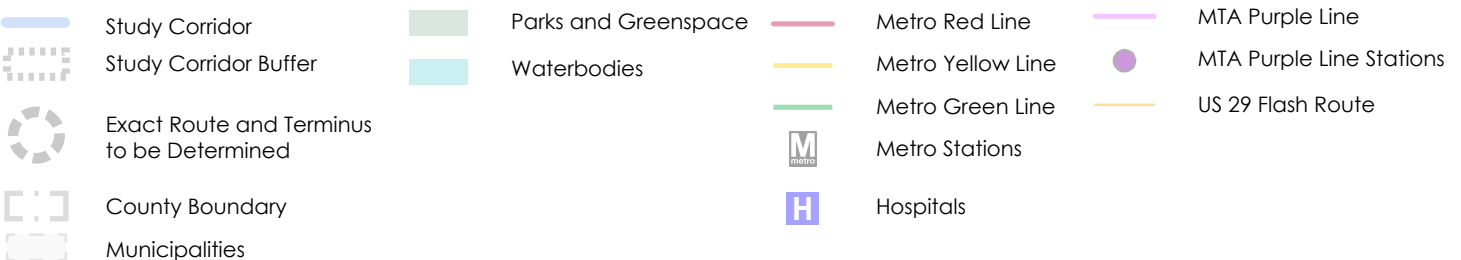 Study Corridor
Study Corridor Buffer
Exact Route and Terminus
to be Determined
County Boundary
Municipalities
Parks and Greenspace
Waterbodies
Metro Red Line
Metro Yellow Line
Metro Green Line
M
metro
Metro Stations
H
Hospitals
MTA Purple Line
MTA Purple Line Stations
US 29 Flash Route